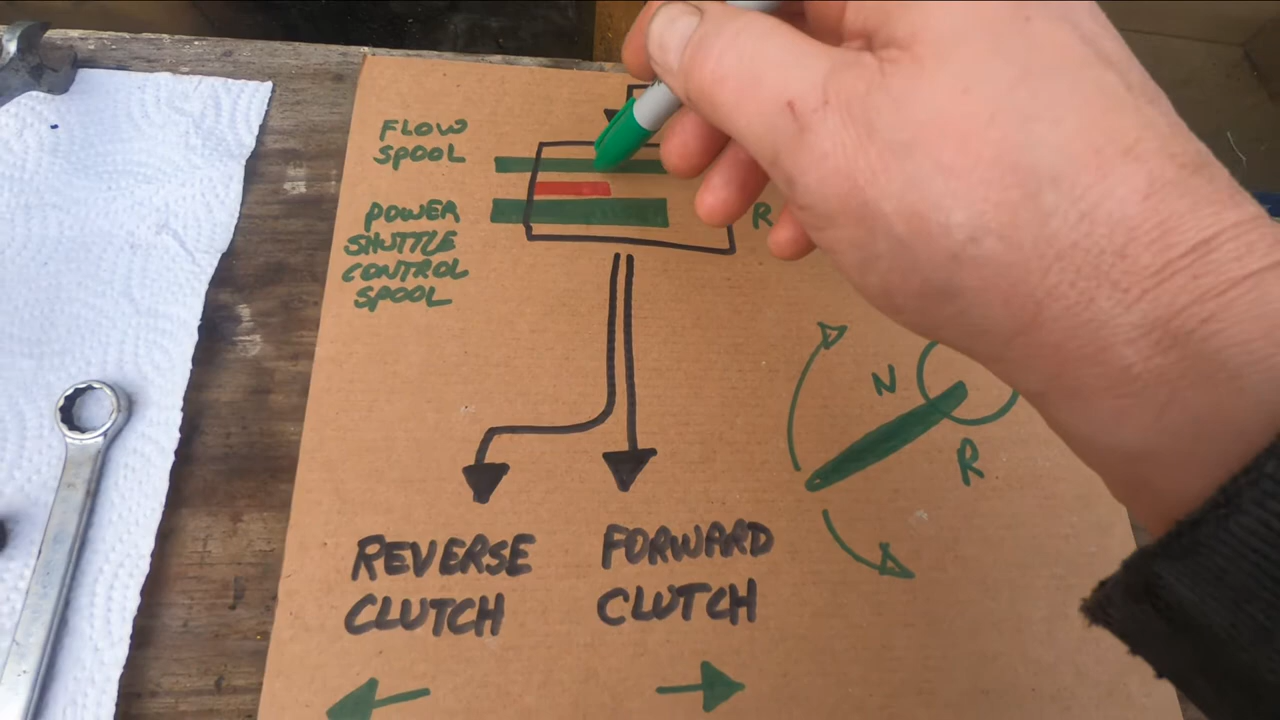 FLOW
SPOOL
POWER
SHUTTLE
CONTROL
SPOOL
R
N
R
REVERSE
CLUTCH
FORWARD
CLUTCH